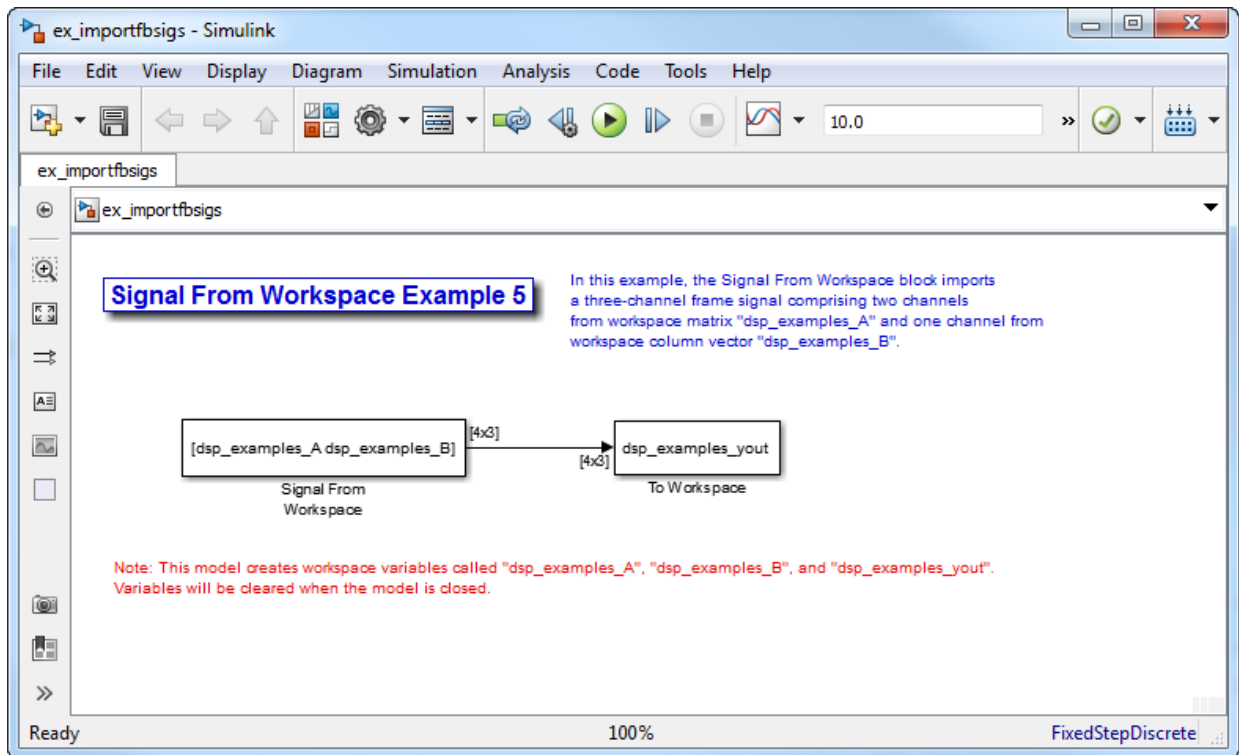 ex_importfbsigs - Simulink
File Edit View Display Diagram Simulation Analysis Code Tools Help
10.0
ex_importfbsigs
ex_importfbsigs
Signal From Workspace Example 5
In this example, the Signal From Workspace block imports
a three-channel frame signal comprising two channels
from workspace matrix "dsp_examples_A" and one channel from
workspace column vector "dsp_examples_B".
[dsp_examples_A dsp_examples_B]
[4x3]
[4x3]
dsp_examples_yout
Signal From
Workspace
To Workspace
Note: This model creates workspace variables called "dsp_examples_A", "dsp_examples_B", and "dsp_examples_yout".
Variables will be cleared when the model is closed.
Ready 100% FixedStepDiscrete